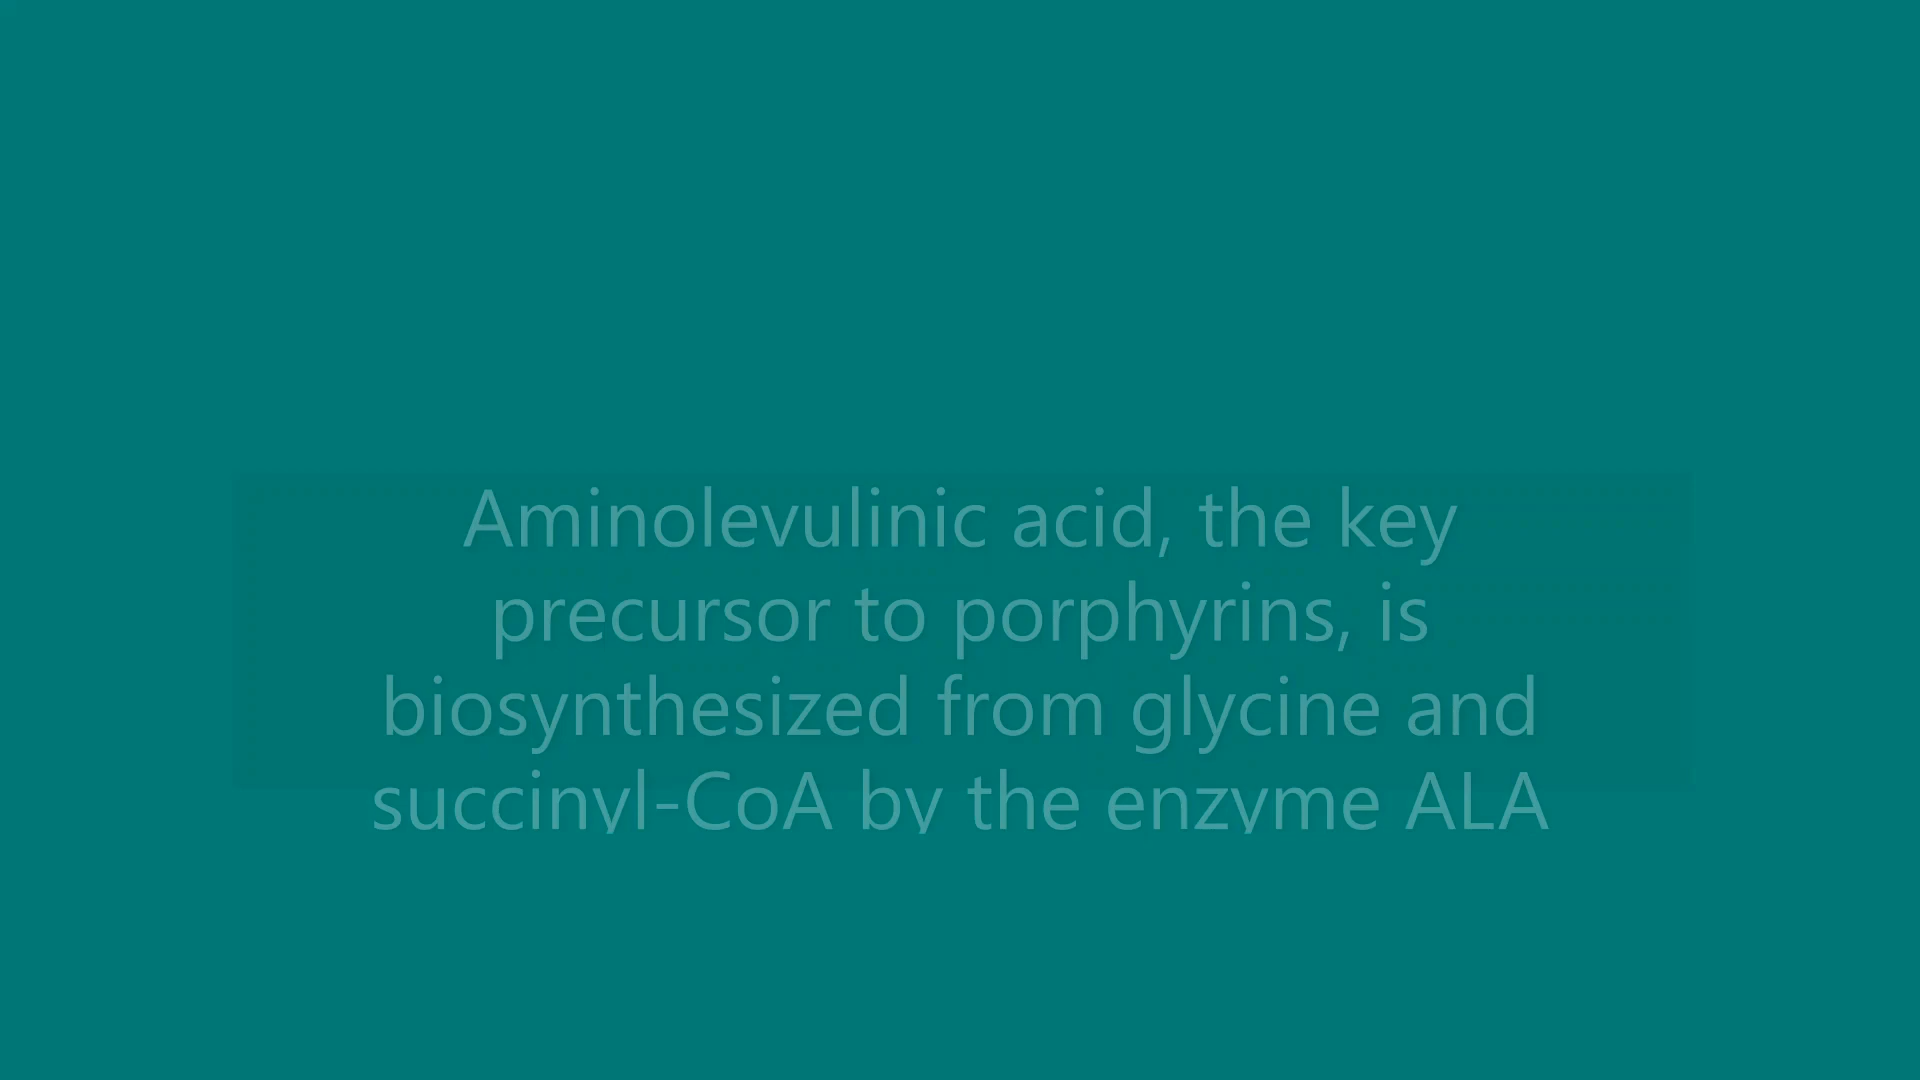 Aminolevulinic acid, the key
precursor to porphyrins, is
biosynthesized from glycine and
succinyl-CoA by the enzyme ALA